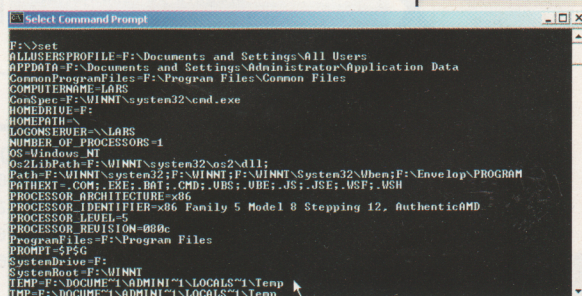 Select Command Prompt
F:\>set
ALLUSERSPROFILE=F:\Documents and Settings\All Users
APPDATA=F:\Documents and Settings\Administrator\Application Data
CommonProgramFiles=F:\Program Files\Common Files
COMPUTERNAME=LARS
ComSpec=F:\WINNT\system32\cmd.exe
HOMEDRIVE=F:
HOMEPATH=\
LOGONSERVER=\\LARS
NUMBER_OF_PROCESSORS=1
OS=Windows_NT
Os2LibPath=F:\WINNT\system32\os2\dll;
Path=F:\WINNT\system32;F:\WINNT;F:\WINNT\System\Wbem;F:\Envelop\PROGRAM
PATHEXT=.COM;.EXE;.BAT;.CMD;.VBS;.VBE;.JS;.JSE;.WSF;.WSH
PROCESSOR_ARCHITECTURE=x86
PROCESSOR_IDENTIFIER=x86 Family 5 Model 8 Stepping 12, AuthenticAMD
PROCESSOR_LEVEL=5
PROCESSOR_REVISION=080c
ProgramFiles=F:\Program Files
PROMPT=$P$G
SystemDrive=F:
SystemRoot=F:\WINNT
TEMP=F:\DOCUME~1\ADMINI~1\LOCALS~1\Temp
TMP=F:\DOCUME~1\ADMINI~1\LOCALS~1\Temp